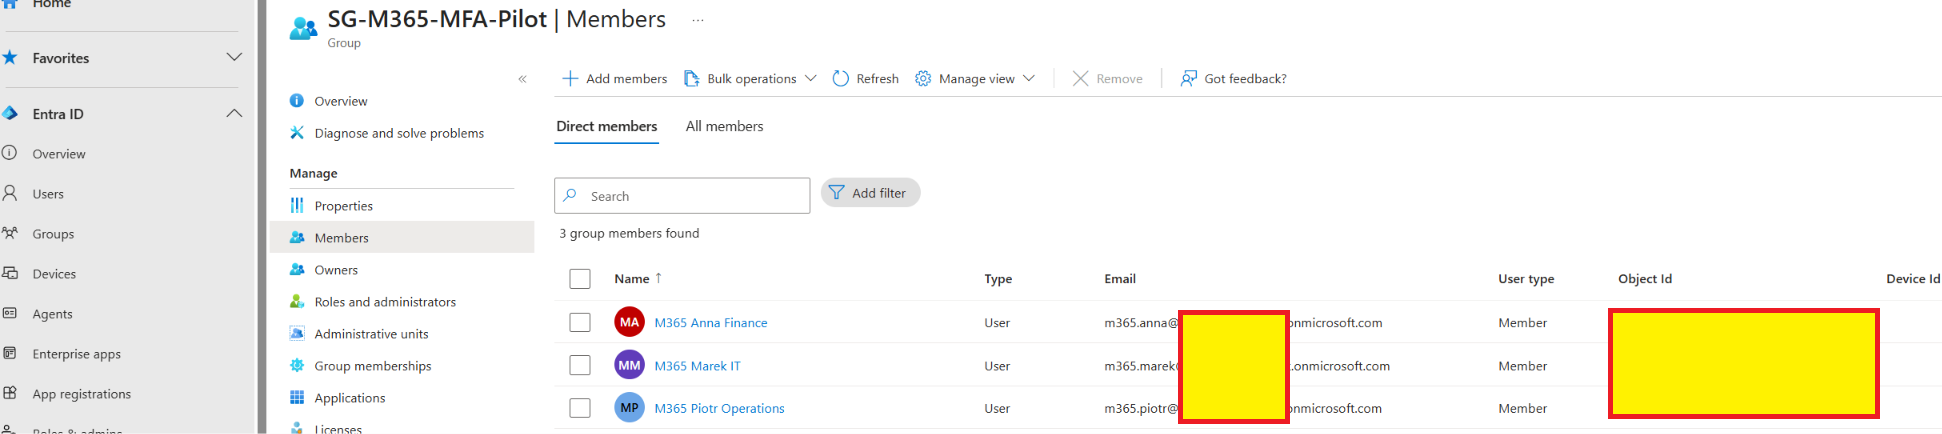 Home
Favorites
Entra ID
Overview
Users
Groups
Devices
Agents
Enterprise apps
App registrations
Roles & admins
SG-M365-MFA-Pilot | Members ...
Group
«
Overview
Diagnose and solve problems
Manage
Properties
Members
Owners
Roles and administrators
Administrative units
Group memberships
Applications
Licenses
Add members Bulk operations Refresh Manage view Remove Got feedback?
Direct members All members
Search Add filter
3 group members found
Name ↑ Type Email User type Object Id Device Id
MA M365 Anna Finance User m365.anna@ onmicrosoft.com Member
MM M365 Marek IT User m365.marek .onmicrosoft.com Member
MP M365 Piotr Operations User m365.piotr@ onmicrosoft.com Member